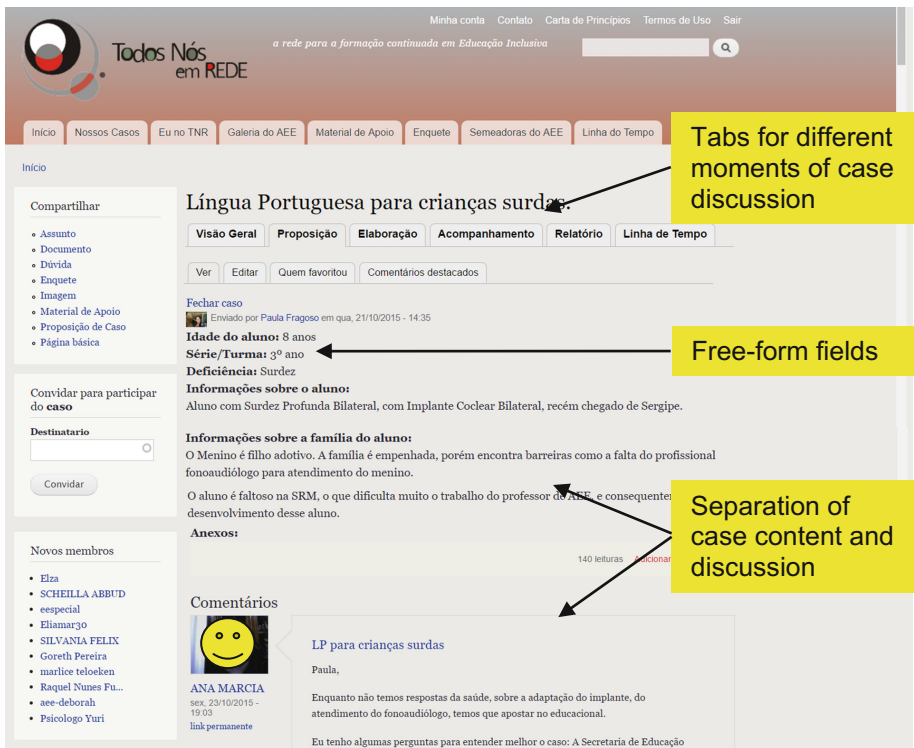 Minha conta Contato Carta de Princípios Termos de Uso Sair
Todos Nós
em REDE
a rede para a formação continuada em Educação Inclusiva
Início Nossos Casos Eu no TNR Galeria do AEE Material de Apoio Enquete Semeadoras do AEE Linha do Tempo
Tabs for different
moments of case
discussion
Início
Compartilhar
Assunto
Documento
Dúvida
Enquete
Imagem
Material de Apoio
Proposição de Caso
Página básica
Convidar para participar
do caso
Destinatario
Convidar
Novos membros
Elza
SCHEILLA ABBUD
eespecial
Eliamar30
SILVANIA FELIX
Goreth Pereira
marlice teloeken
Raquel Nunes Fu...
aee-deborah
Psicologo Yuri
Língua Portuguesa para crianças surdas.
Visão Geral Proposição Elaboração Acompanhamento Relatório Linha de Tempo
Ver Editar Quem favoritou Comentários destacados
Fechar caso
Enviado por Paula Fragoso em qua, 21/10/2015 - 14:35
Idade do aluno: 8 anos
Série/Turma: 3º ano
Deficiência: Surdez
Free-form fields
Informações sobre o aluno:
Aluno com Surdez Profunda Bilateral, com Implante Coclear Bilateral, recém chegado de Sergipe.
Informações sobre a família do aluno:
O Menino é filho adotivo. A família é empenhada, porém encontra barreiras como a falta do profissional
fonoaudiólogo para atendimento do menino.
O aluno é faltoso na SRM, o que dificulta muito o trabalho do professor de AEE, e
desenvolvimento desse aluno.
Separation of
case content and
discussion
Anexos:
140 leituras
Comentários
ANA MARCIA
sex, 23/10/2015 -
19:03
link permanente
LP para crianças surdas
Paula,
Enquanto não temos respostas da saúde, sobre a adaptação do implante, do
atendimento do fonoaudiólogo, temos que apostar no educacional.
Eu tenho algumas perguntas para entender melhor o caso: A Secretaria de Educação